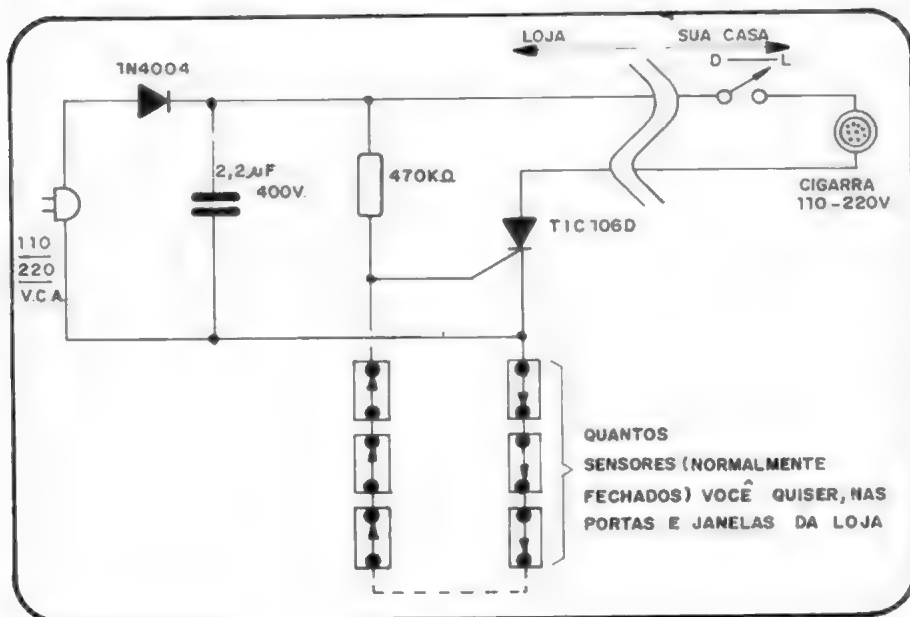 LOJA
SUA CASA
D
L
1N4004
2,2µF
400V.
470KΩ
CIGARRA
110-220V
TIC106D
110
220
V.C.A.
QUANTOS
SENSORES (NORMALMENTE
FECHADOS) VOCÊ QUISER, NAS
PORTAS E JANELAS DA LOJA